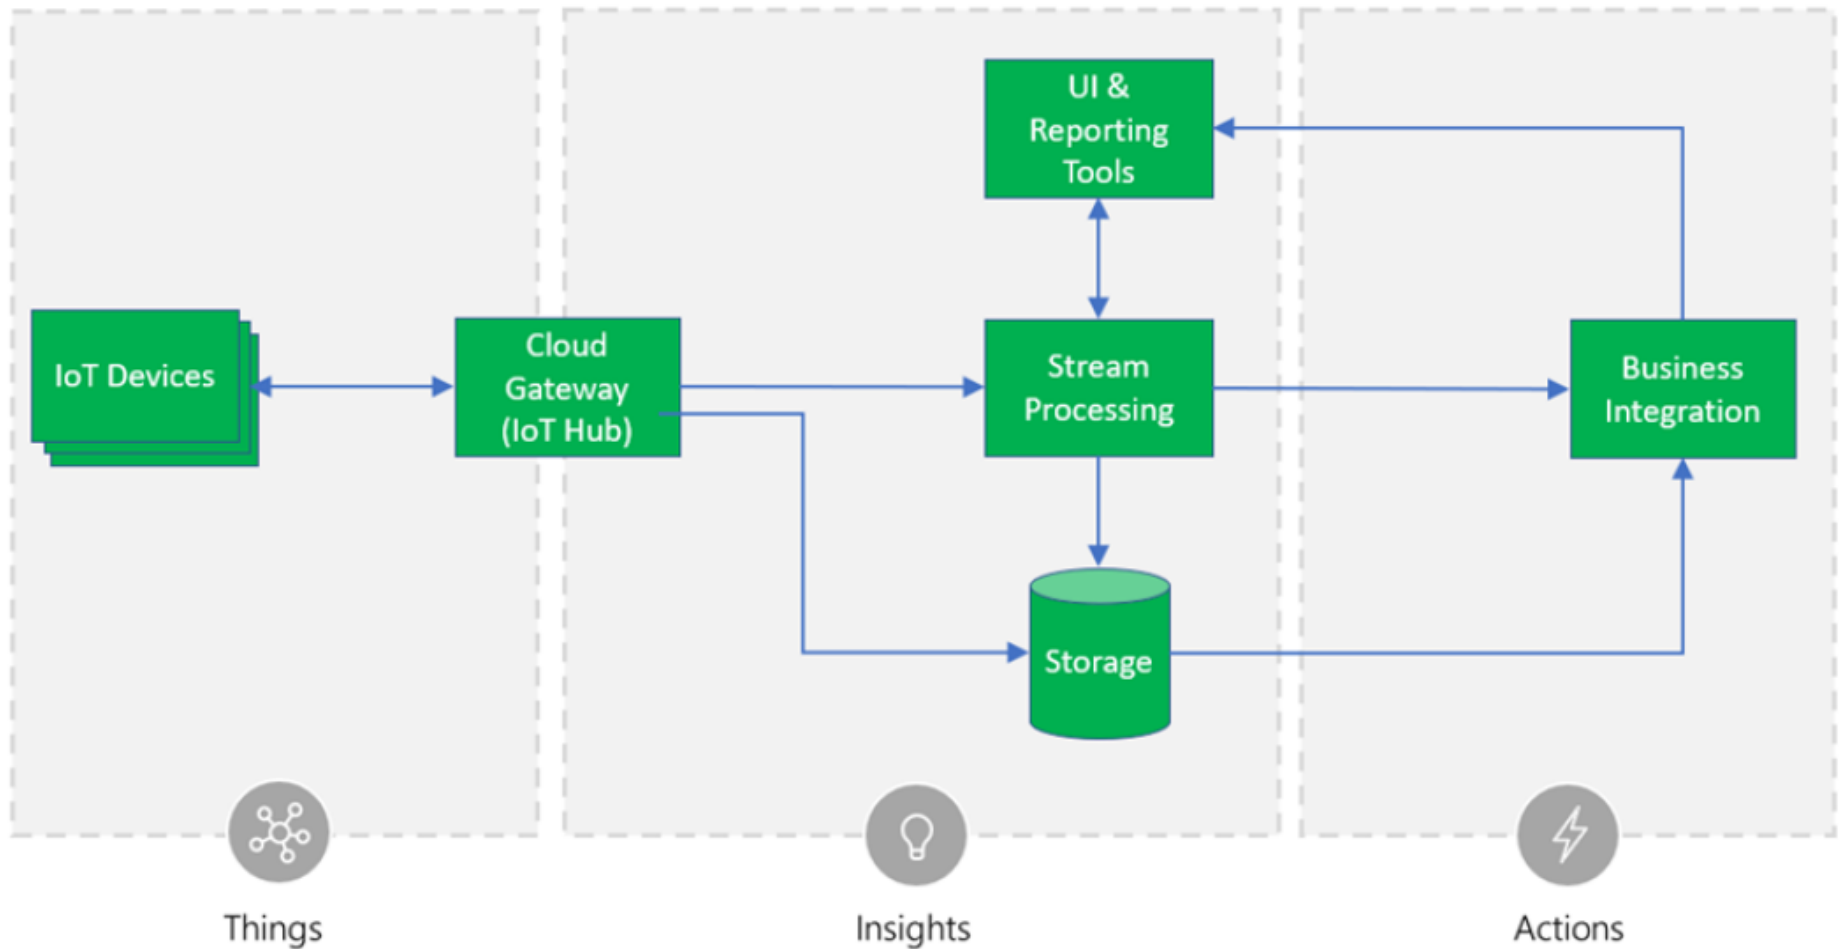 UI &
Reporting
Tools
IoT Devices
Cloud
Gateway
(IoT Hub)
Stream
Processing
Business
Integration
Storage
Things
Insights
Actions